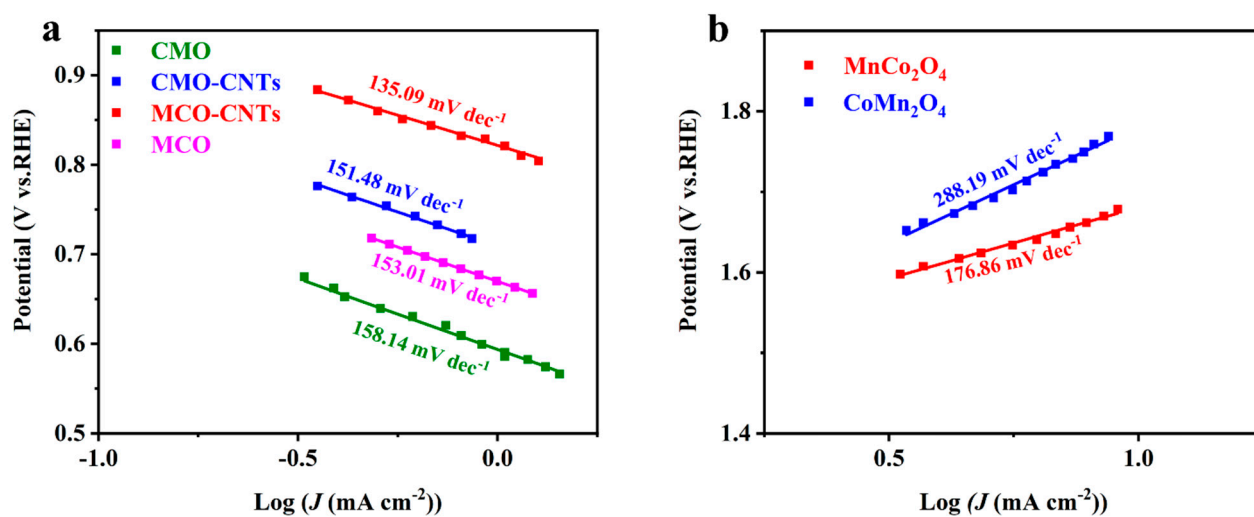 a
CMO
CMO-CNTs
MCO-CNTs
MCO
135.09 mV dec⁻¹
151.48 mV dec⁻¹
153.01 mV dec⁻¹
158.14 mV dec⁻¹
0.9
0.8
0.7
0.6
0.5
-1.0
-0.5
0.0
Potential (V vs.RHE)
Log (J (mA cm⁻²))
b
MnCo₂O₄
CoMn₂O₄
288.19 mV dec⁻¹
176.86 mV dec⁻¹
1.8
1.6
1.4
0.5
1.0
Potential (V vs.RHE)
Log (J (mA cm⁻²))